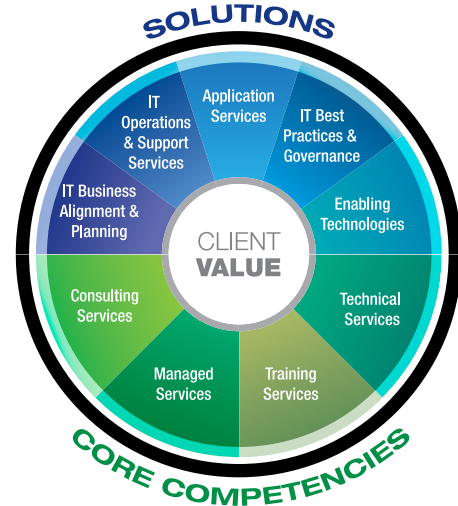 SOLUTIONS
Application
Services
IT
Operations
& Support
Services
IT Best
Practices &
Governance
IT Business
Alignment &
Planning
Enabling
Technologies
CLIENT
VALUE
Consulting
Services
Technical
Services
Managed
Services
Training
Services
CORE COMPETENCIES